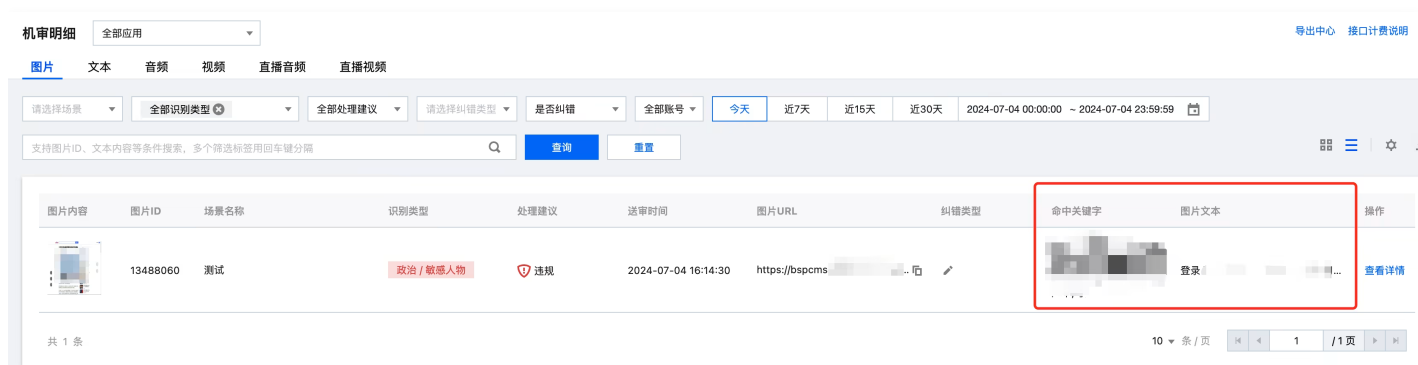 机审明细 全部应用 导出中心 接口计费说明
图片 文本 音频 视频 直播音频 直播视频
请选择场景 全部识别类型 全部处理建议 请选择纠错类型 是否纠错 全部账号 今天 近7天 近15天 近30天 2024-07-04 00:00:00 ~ 2024-07-04 23:59:59
支持图片ID、文本内容等条件搜索，多个筛选标签用回车键分隔 查询 重置
图片内容 图片ID 场景名称 识别类型 处理建议 送审时间 图片URL 纠错类型 命中关键字 图片文本 操作
13488060 测试 政治 / 敏感人物 违规 2024-07-04 16:14:30 https://bspcms .. 登录 ... 查看详情
共 1 条 10 条 / 页 1 / 1 页